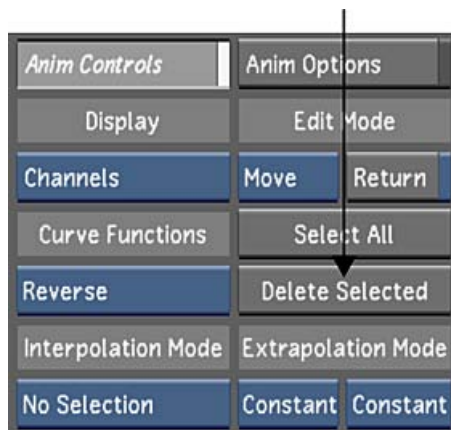 Anim Controls Anim Options
Display Edit Mode
Channels Move Return
Curve Functions Select All
Reverse Delete Selected
Interpolation Mode Extrapolation Mode
No Selection Constant Constant